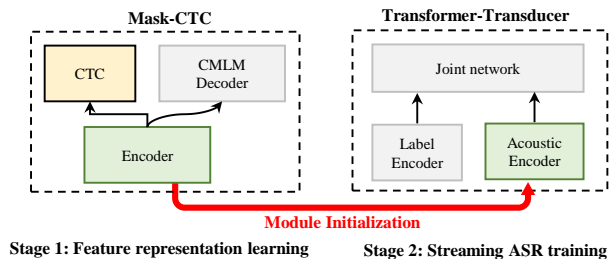 Mask-CTC
CTC
CMLM
Decoder
Encoder
Transformer-Transducer
Joint network
Label
Encoder
Acoustic
Encoder
Module Initialization
Stage 1: Feature representation learning
Stage 2: Streaming ASR training